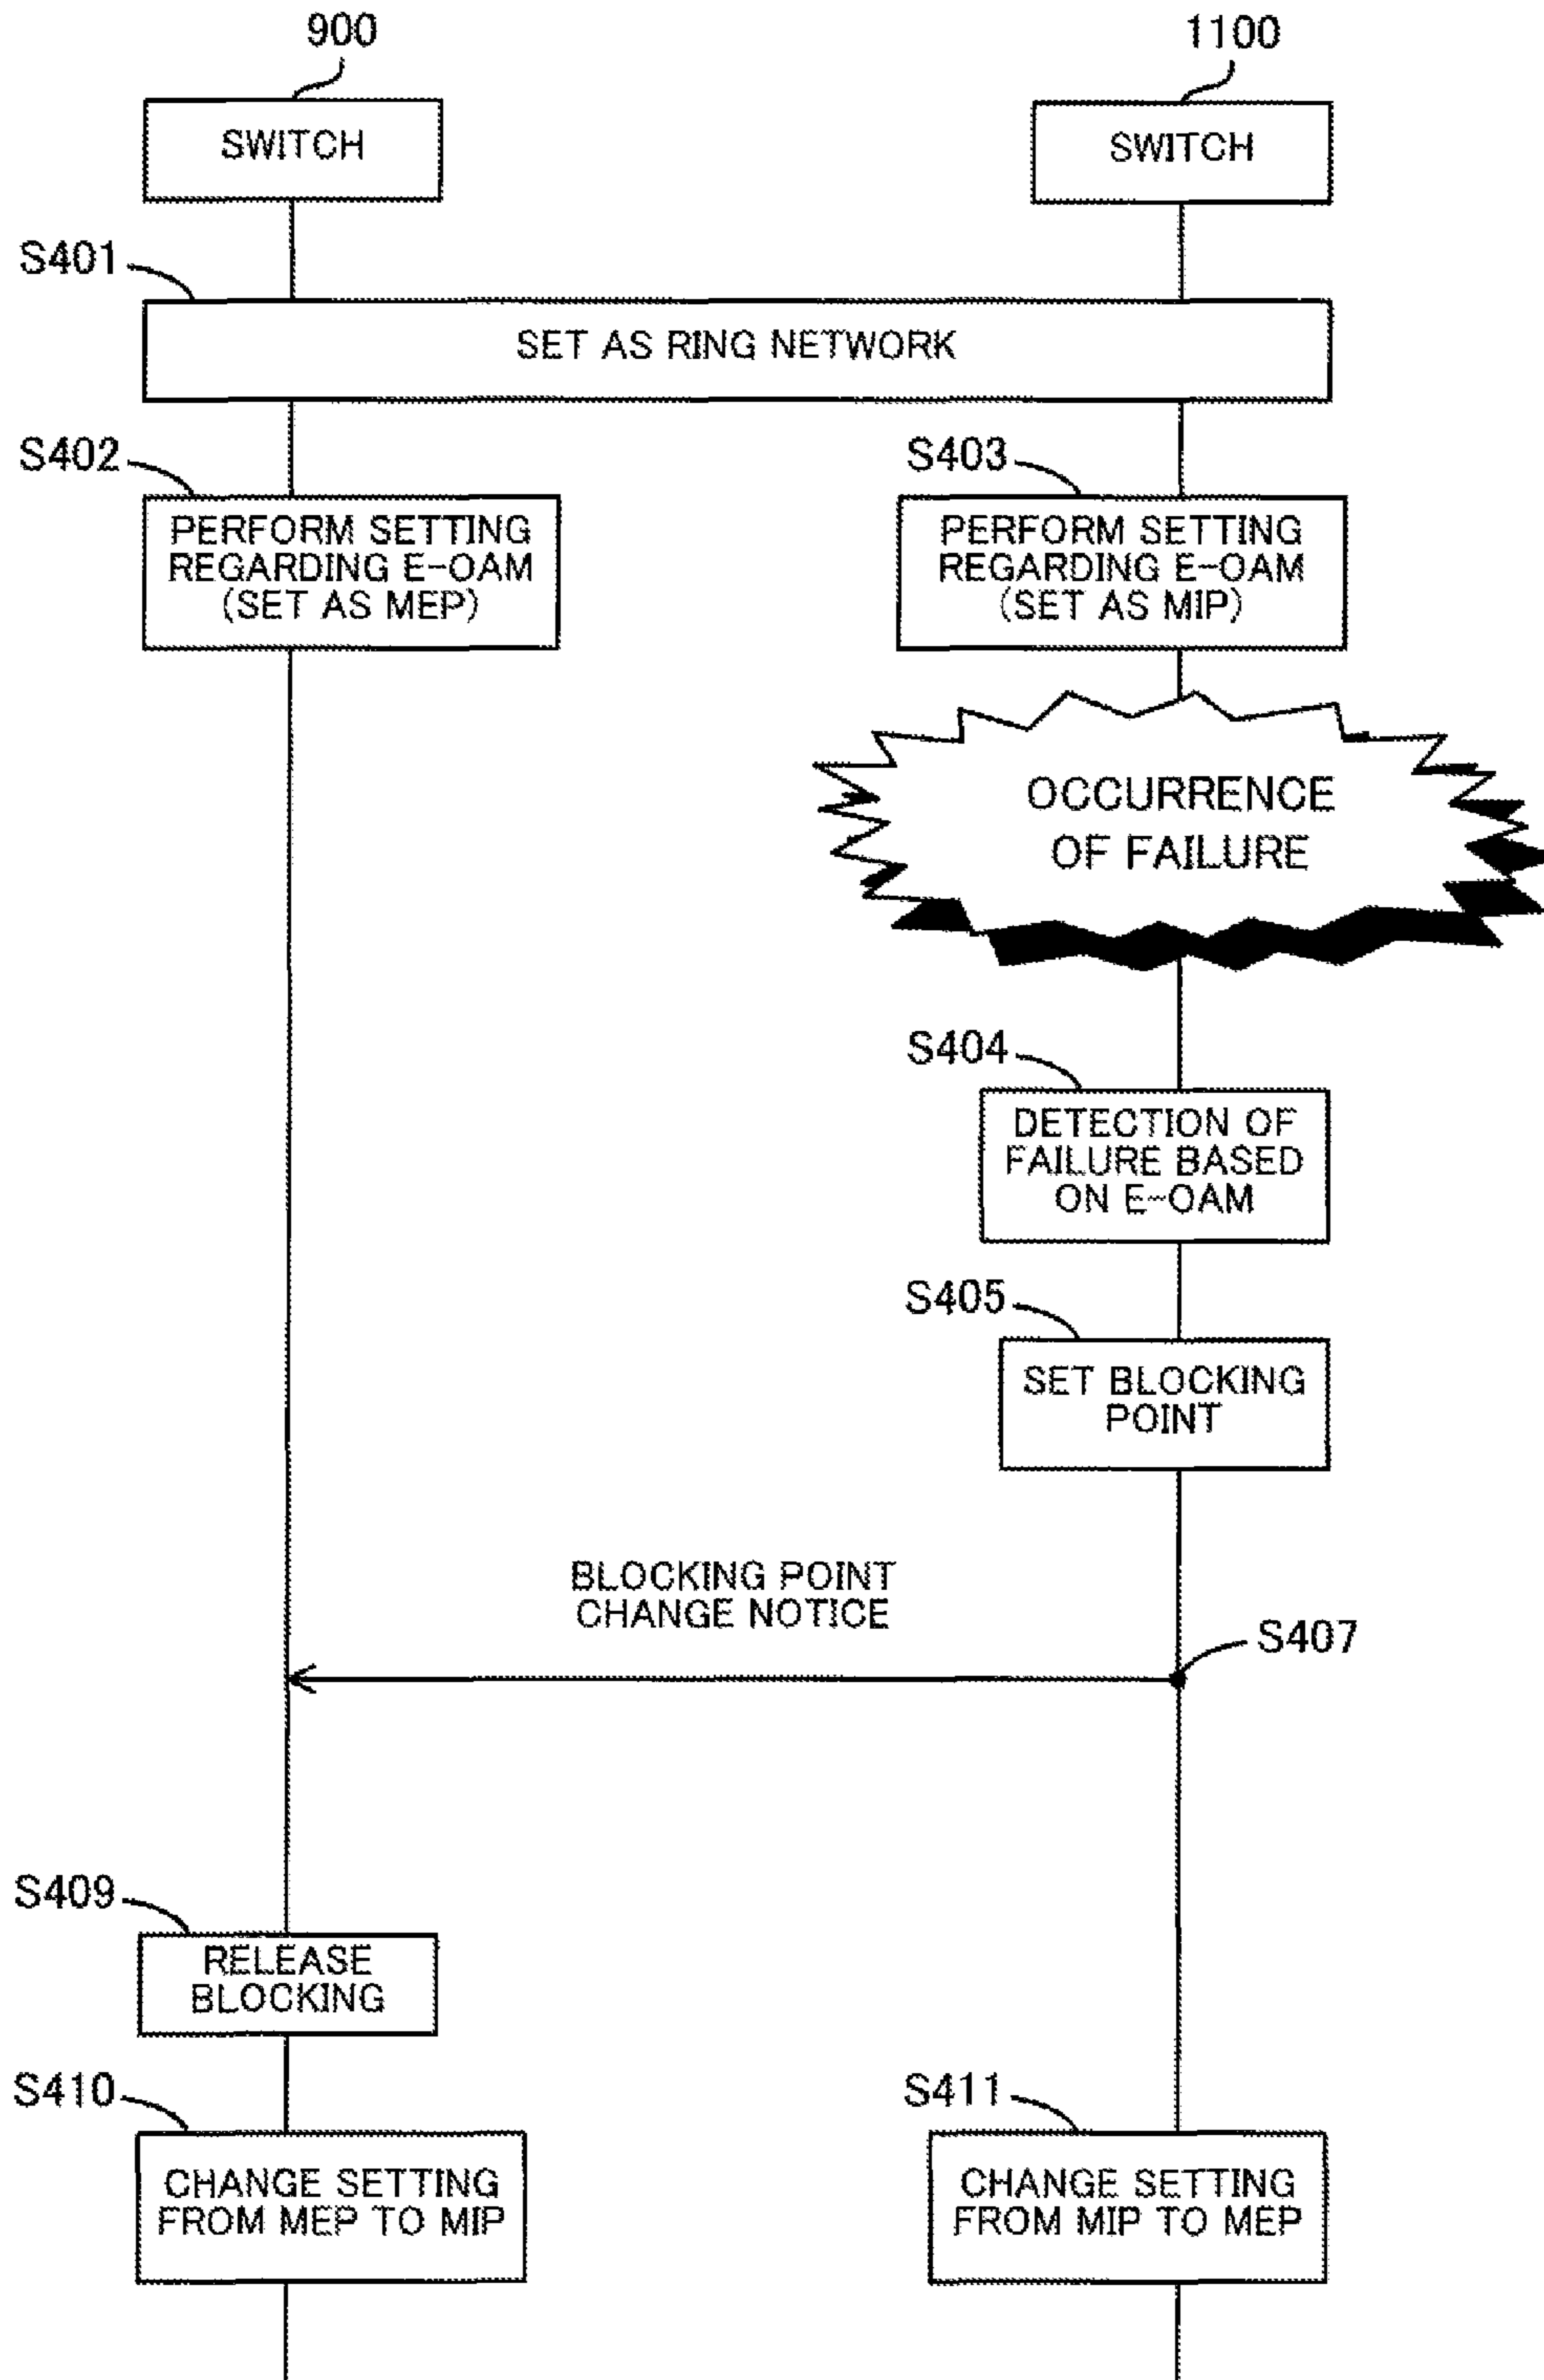 900
1100
SWITCH
SWITCH
S401
SET AS RING NETWORK
S402
S403
PERFORM SETTING
REGARDING E-OAM
(SET AS MEP)
PERFORM SETTING
REGARDING E-OAM
(SET AS MIP)
OCCURRENCE
OF FAILURE
S404
DETECTION OF
FAILURE BASED
ON E-OAM
S405
SET BLOCKING
POINT
BLOCKING POINT
CHANGE NOTICE
S407
S409
RELEASE
BLOCKING
S410
S411
CHANGE SETTING
FROM MEP TO MIP
CHANGE SETTING
FROM MIP TO MEP